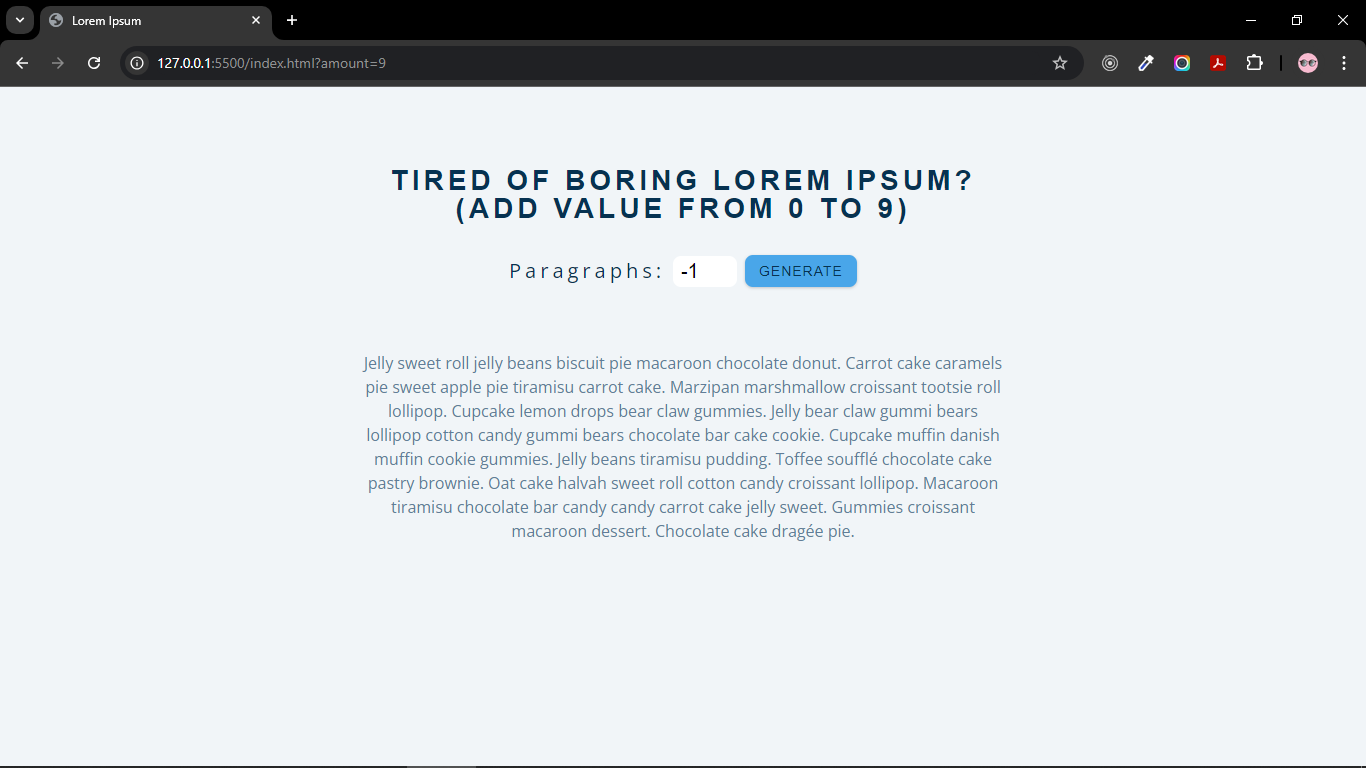 Lorem Ipsum
127.0.0.1:5500/index.html?amount=9
TIRED OF BORING LOREM IPSUM?
(ADD VALUE FROM 0 TO 9)
Paragraphs: -1 GENERATE
Jelly sweet roll jelly beans biscuit pie macaroon chocolate donut. Carrot cake caramels
pie sweet apple pie tiramisu carrot cake. Marzipan marshmallow croissant tootsie roll
lollipop. Cupcake lemon drops bear claw gummies. Jelly bear claw gummi bears
lollipop cotton candy gummi bears chocolate bar cake cookie. Cupcake muffin danish
muffin cookie gummies. Jelly beans tiramisu pudding. Toffee soufflé chocolate cake
pastry brownie. Oat cake halvah sweet roll cotton candy croissant lollipop. Macaroon
tiramisu chocolate bar candy candy carrot cake jelly sweet. Gummies croissant
macaroon dessert. Chocolate cake dragée pie.